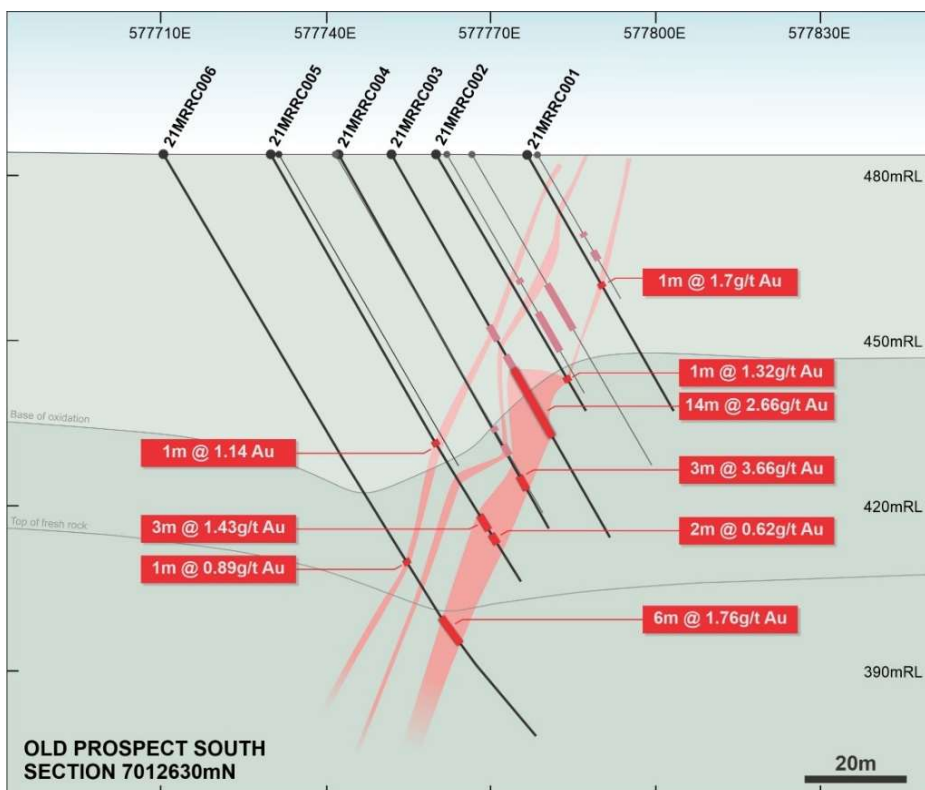 577710E
577740E
577770E
577800E
577830E
21MRRC006
21MRRC005
21MRRC004
21MRRC003
21MRRC002
21MRRC001
480mRL
1m @ 1.7g/t Au
450mRL
1m @ 1.32g/t Au
14m @ 2.66g/t Au
Base of oxidation
1m @ 1.14 Au
3m @ 3.66g/t Au
420mRL
Top of fresh rock
3m @ 1.43g/t Au
2m @ 0.62g/t Au
1m @ 0.89g/t Au
6m @ 1.76g/t Au
390mRL
OLD PROSPECT SOUTH
SECTION 7012630mN
20m